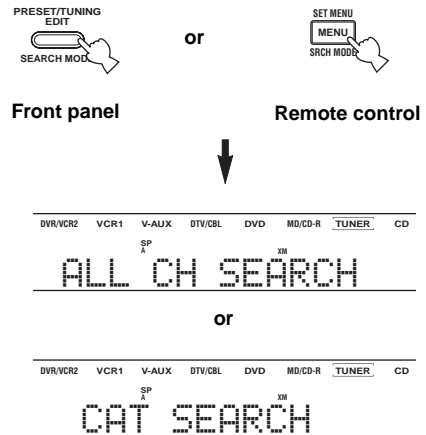 PRESET/TUNING
EDIT
SEARCH MOD
or
SET MENU
MENU
SRCH MODE
Front panel
Remote control
DVR/VCR2 VCR1 V-AUX DTV/CBL DVD MD/CD-R TUNER CD
SP
A
XM
ALL CH SEARCH
or
DVR/VCR2 VCR1 V-AUX DTV/CBL DVD MD/CD-R TUNER CD
SP
A
XM
CAT SEARCH